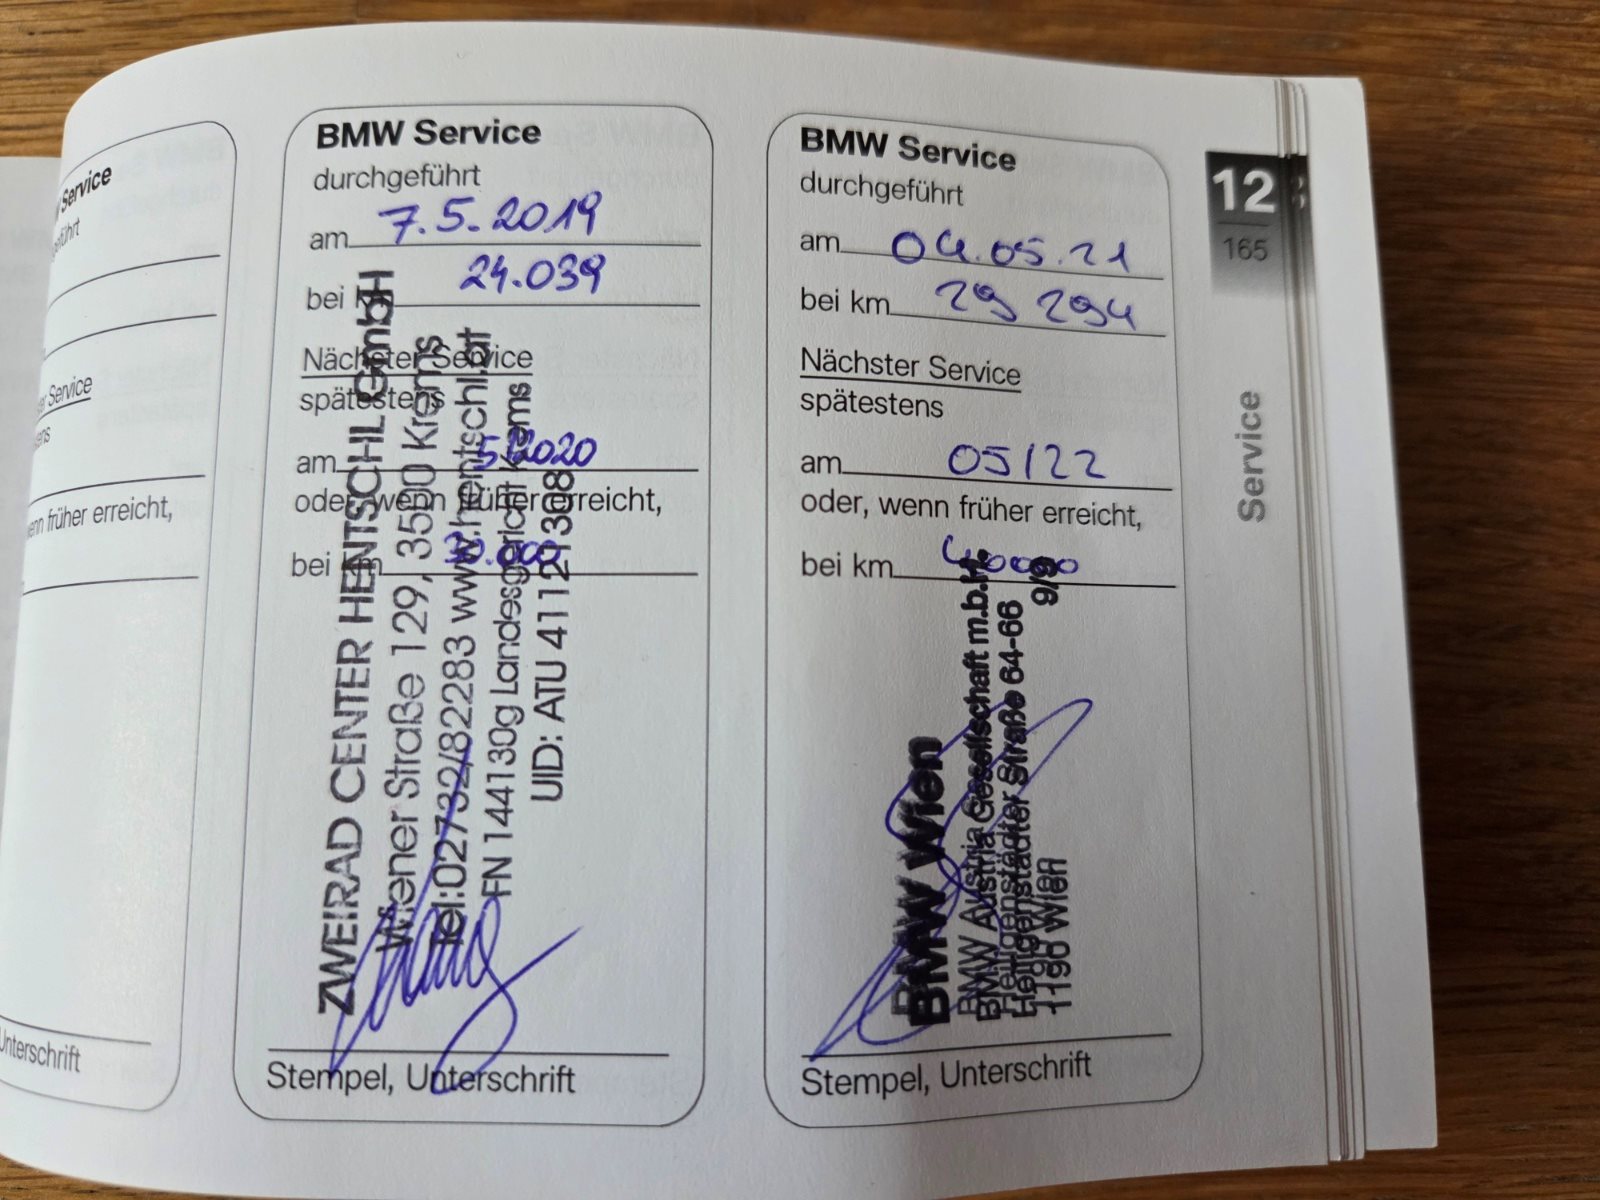 Service
Service
nn früher erreicht,
Unterschrift
BMW Service
durchgeführt
am 7.5.2019
bei km 24.039
Nächster Service
spätestens
am 5/2020
oder, wenn früher erreicht,
bei km 30.000
ZWEIRAD CENTER HENTSCHL GmbH
Wiener Straße 129, 3500 Krems
Tel:02732/82283 www.hentschl.at
FN 144130g Landesgericht Krems
UID: ATU 41121308
Stempel, Unterschrift
BMW Service
durchgeführt
am 04.05.21
bei km 29 294
Nächster Service
spätestens
am 05/22
oder, wenn früher erreicht,
bei km 40000
BMW Wien
BMW Austria Gesellschaft m.b.H.
Heiligenstädter Straße 64-66
1190 Wien 9/9
Stempel, Unterschrift
12
165
Service